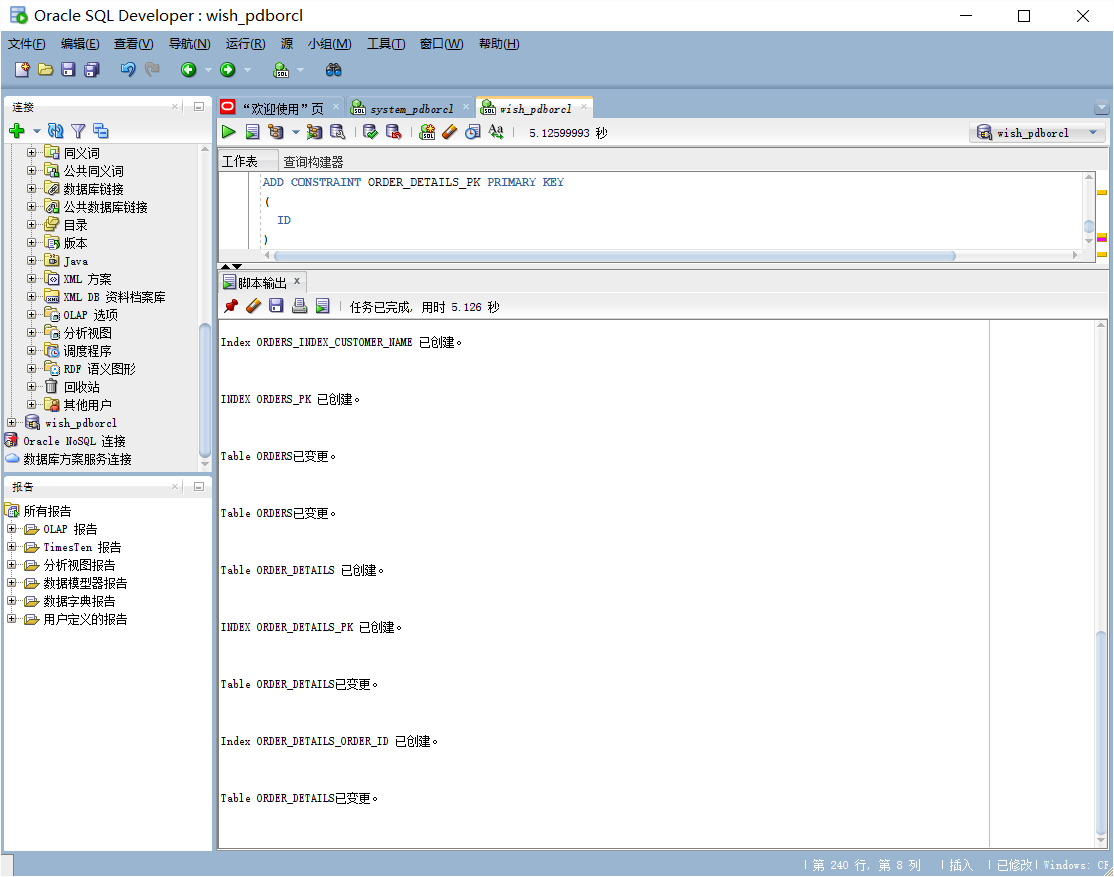 Oracle SQL Developer : wish_pdborcl
文件(F) 编辑(E) 查看(V) 导航(N) 运行(R) 源 小组(M) 工具(T) 窗口(W) 帮助(H)
连接
同义词
公共同义词
数据库链接
公共数据库链接
目录
版本
Java
XML 方案
XML DB 资料档案库
OLAP 选项
分析视图
调度程序
RDF 语义图形
回收站
其他用户
wish_pdborcl
Oracle NoSQL 连接
数据库方案服务连接
报告
所有报告
OLAP 报告
TimesTen 报告
分析视图报告
数据模型器报告
数据字典报告
用户定义的报告
“欢迎使用”页 system_pdborcl wish_pdborcl
5.12599993 秒 wish_pdborcl
工作表 查询构建器
ADD CONSTRAINT ORDER_DETAILS_PK PRIMARY KEY
(
ID
)
脚本输出
任务已完成, 用时 5.126 秒
Index ORDERS_INDEX_CUSTOMER_NAME 已创建。
INDEX ORDERS_PK 已创建。
Table ORDERS已变更。
Table ORDERS已变更。
Table ORDER_DETAILS 已创建。
INDEX ORDER_DETAILS_PK 已创建。
Table ORDER_DETAILS已变更。
Index ORDER_DETAILS_ORDER_ID 已创建。
Table ORDER_DETAILS已变更。
第 240 行, 第 8 列 插入 已修改 Windows: